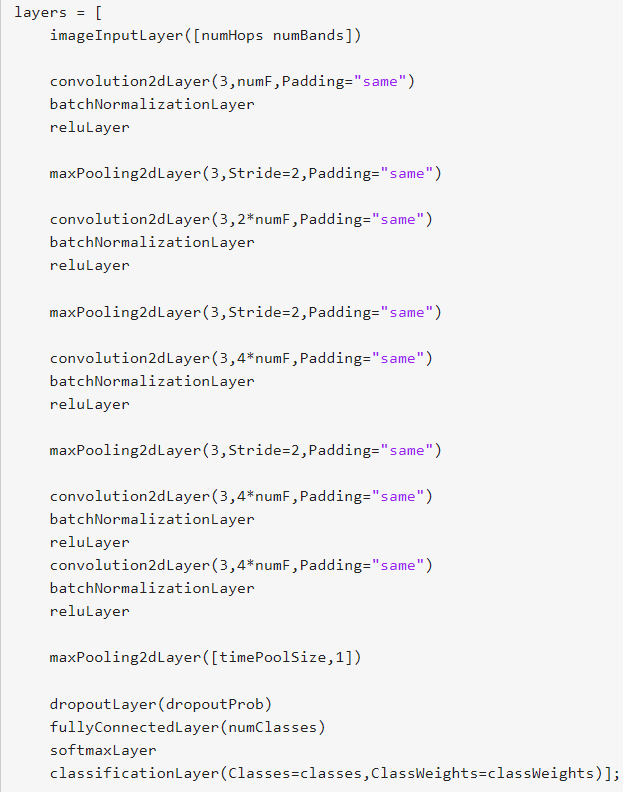 layers = [
imageInputLayer([numHops numBands])
convolution2dLayer(3,numF,Padding="same")
batchNormalizationLayer
reluLayer
maxPooling2dLayer(3,Stride=2,Padding="same")
convolution2dLayer(3,2*numF,Padding="same")
batchNormalizationLayer
reluLayer
maxPooling2dLayer(3,Stride=2,Padding="same")
convolution2dLayer(3,4*numF,Padding="same")
batchNormalizationLayer
reluLayer
maxPooling2dLayer(3,Stride=2,Padding="same")
convolution2dLayer(3,4*numF,Padding="same")
batchNormalizationLayer
reluLayer
convolution2dLayer(3,4*numF,Padding="same")
batchNormalizationLayer
reluLayer
maxPooling2dLayer([timePoolSize,1])
dropoutLayer(dropoutProb)
fullyConnectedLayer(numClasses)
softmaxLayer
classificationLayer(Classes=classes,ClassWeights=classWeights)];